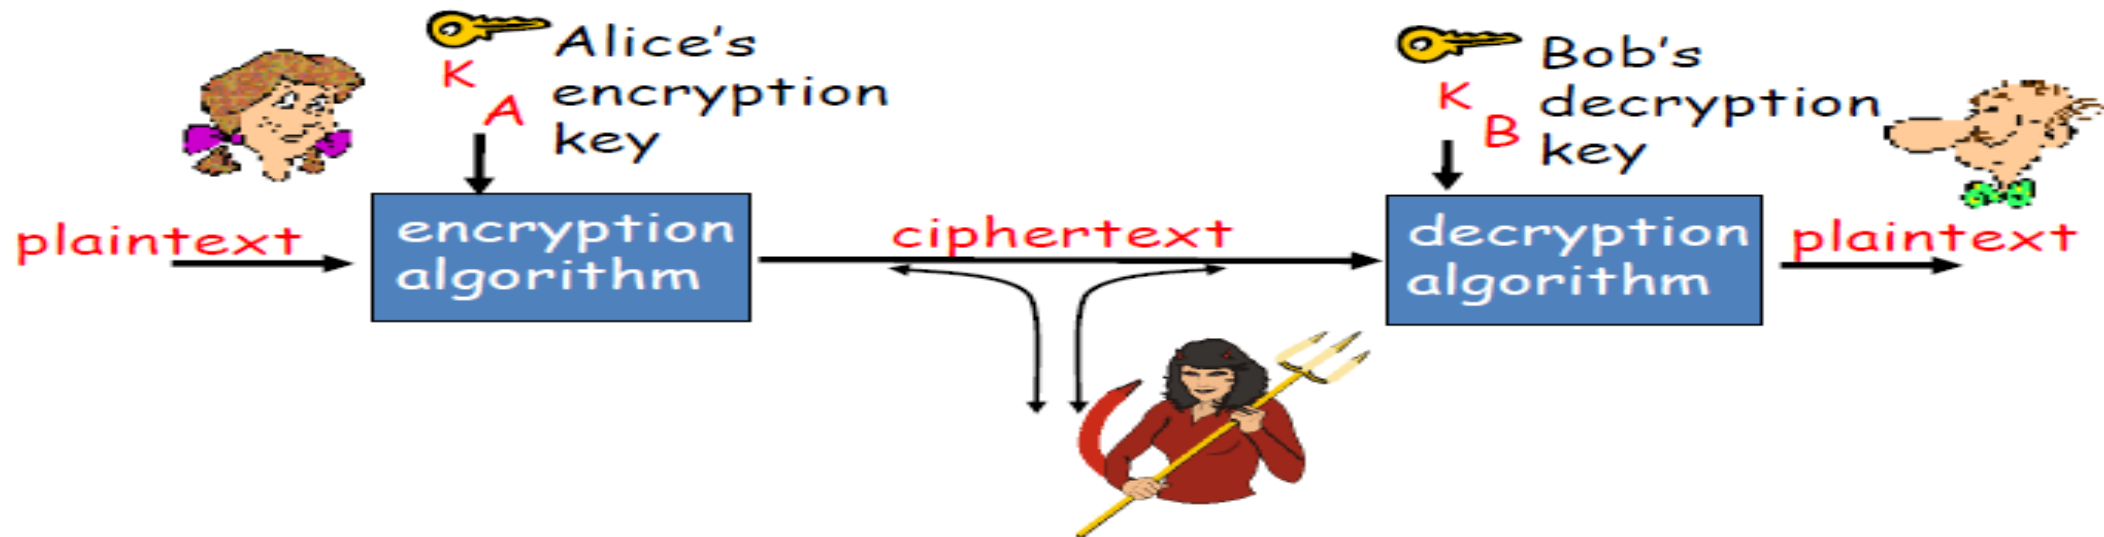 Alice's
encryption
key
K
A
Bob's
decryption
key
K
B
plaintext
encryption
algorithm
ciphertext
decryption
algorithm
plaintext